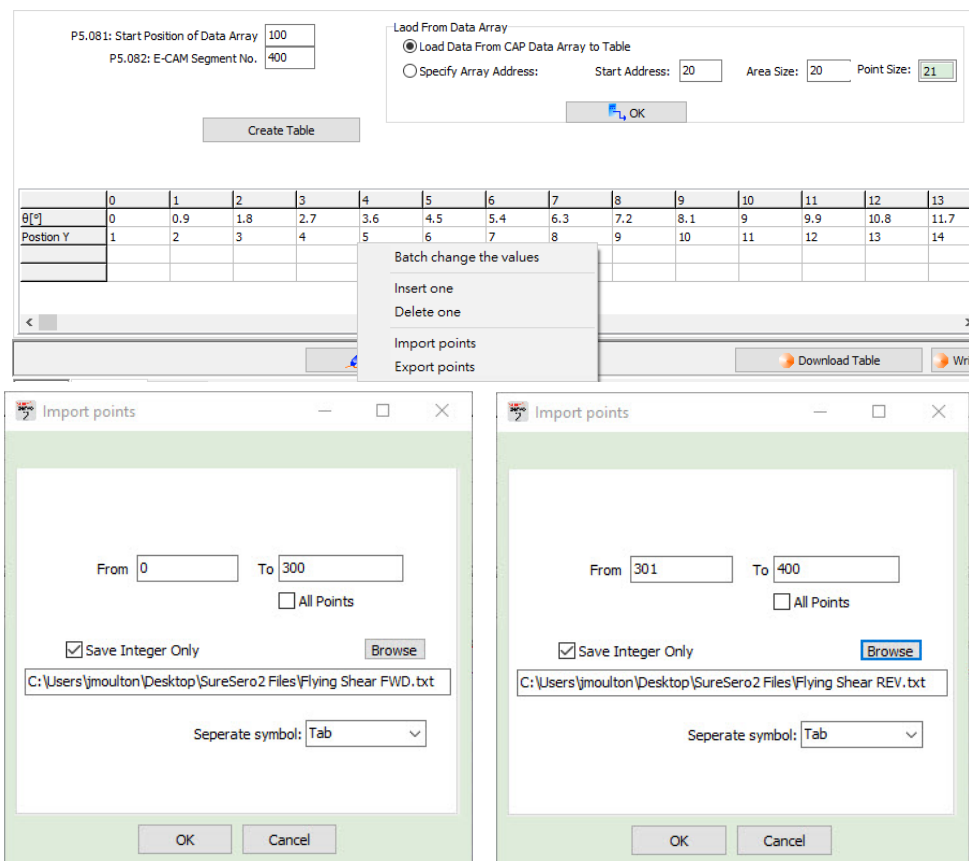 P5.081: Start Position of Data Array 100
P5.082: E-CAM Segment No. 400
Create Table
Laod From Data Array
Load Data From CAP Data Array to Table
Specify Array Address: Start Address: 20 Area Size: 20 Point Size: 21
OK
0 1 2 3 4 5 6 7 8 9 10 11 12 13
θ[°] 0 0.9 1.8 2.7 3.6 4.5 5.4 6.3 7.2 8.1 9 9.9 10.8 11.7
Postion Y 1 2 3 4 5 6 7 8 9 10 11 12 13 14
Batch change the values
Insert one
Delete one
Import points
Export points
Download Table Wri
Import points
From 0 To 300
All Points
Save Integer Only Browse
C:\Users\jmoulton\Desktop\SureSero2 Files\Flying Shear FWD.txt
Seperate symbol: Tab
OK Cancel
Import points
From 301 To 400
All Points
Save Integer Only Browse
C:\Users\jmoulton\Desktop\SureSero2 Files\Flying Shear REV.txt
Seperate symbol: Tab
OK Cancel